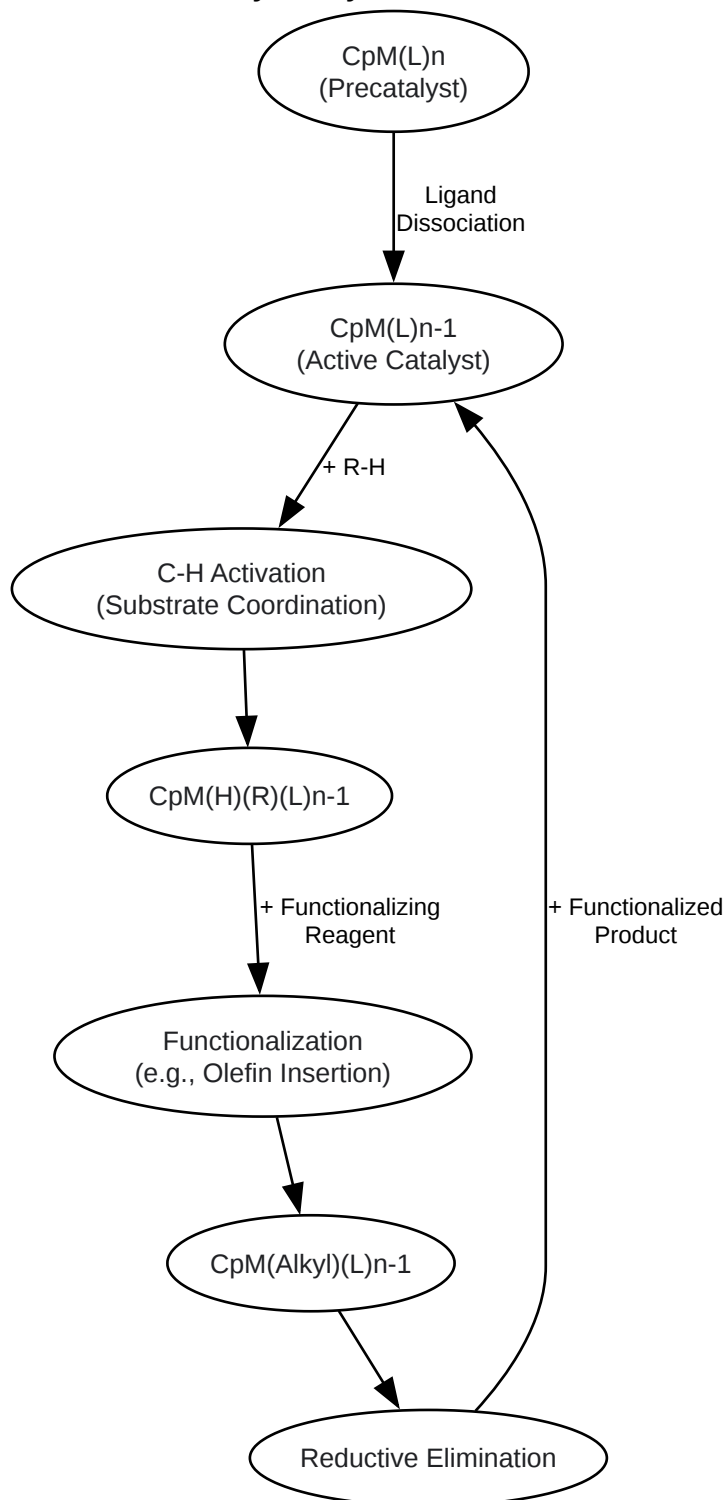 CpM(L)n
(Precatalyst)
Ligand
Dissociation
CpM(L)n-1
(Active Catalyst)
+ R-H
C-H Activation
(Substrate Coordination)
CpM(H)(R)(L)n-1
+ Functionalizing
Reagent
+ Functionalized
Product
Functionalization
(e.g., Olefin Insertion)
CpM(Alkyl)(L)n-1
Reductive Elimination